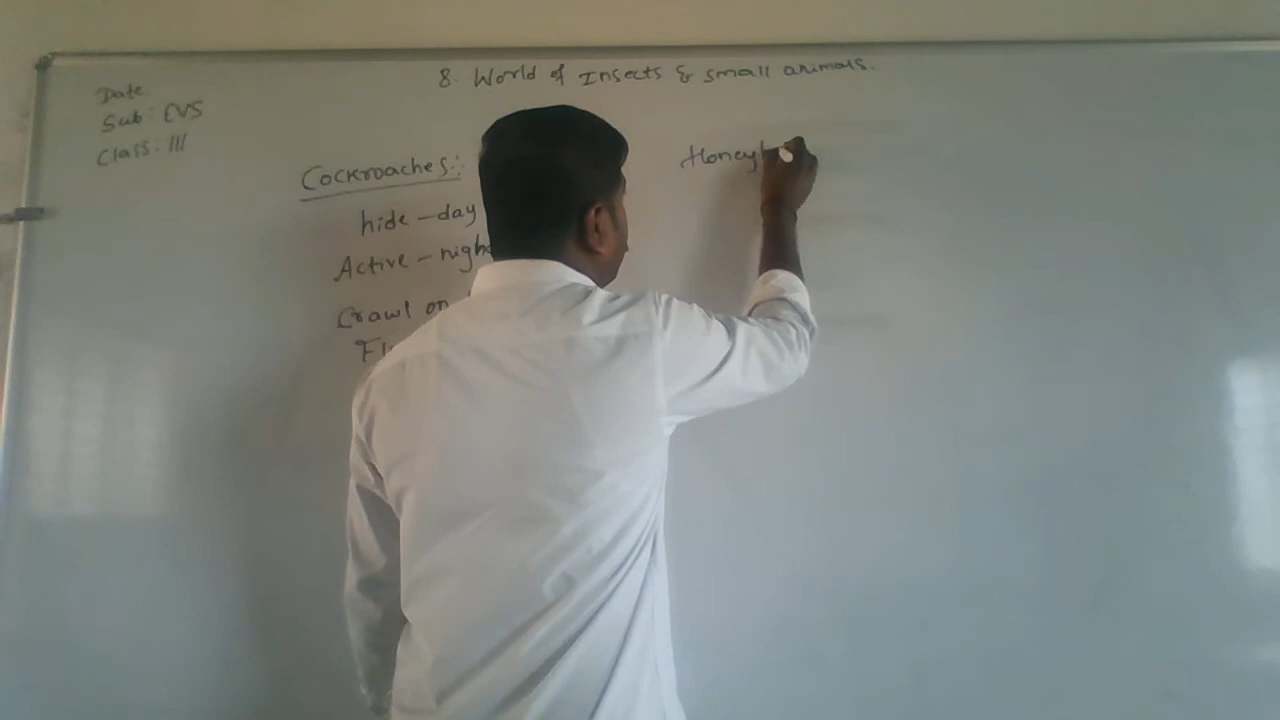 8. World of Insects & small animals.
Date
Sub: EVS
Class: III
Cockroaches:
hide - day
Active - night
Crawl on
Honey